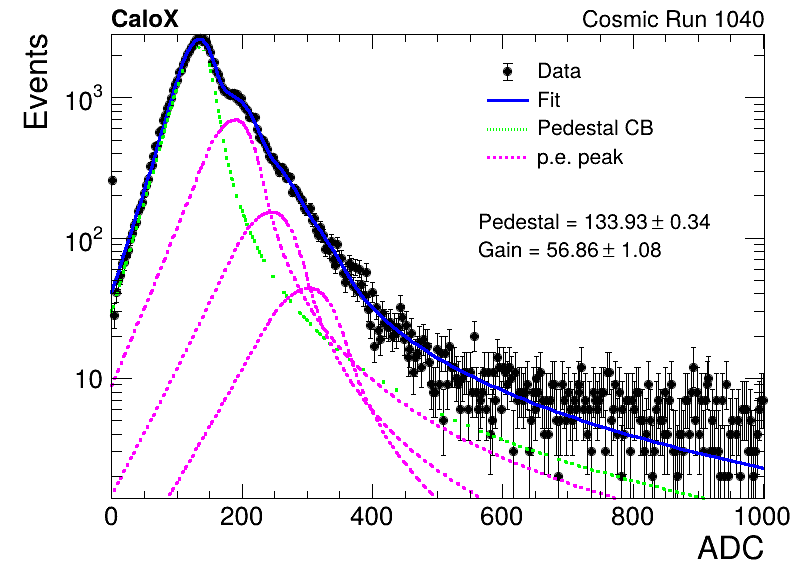 CaloX Cosmic Run 1040
Events
10³
10²
10
Data
Fit
Pedestal CB
p.e. peak
Pedestal = 133.93 ± 0.34
Gain = 56.86 ± 1.08
0 200 400 600 800 1000
ADC